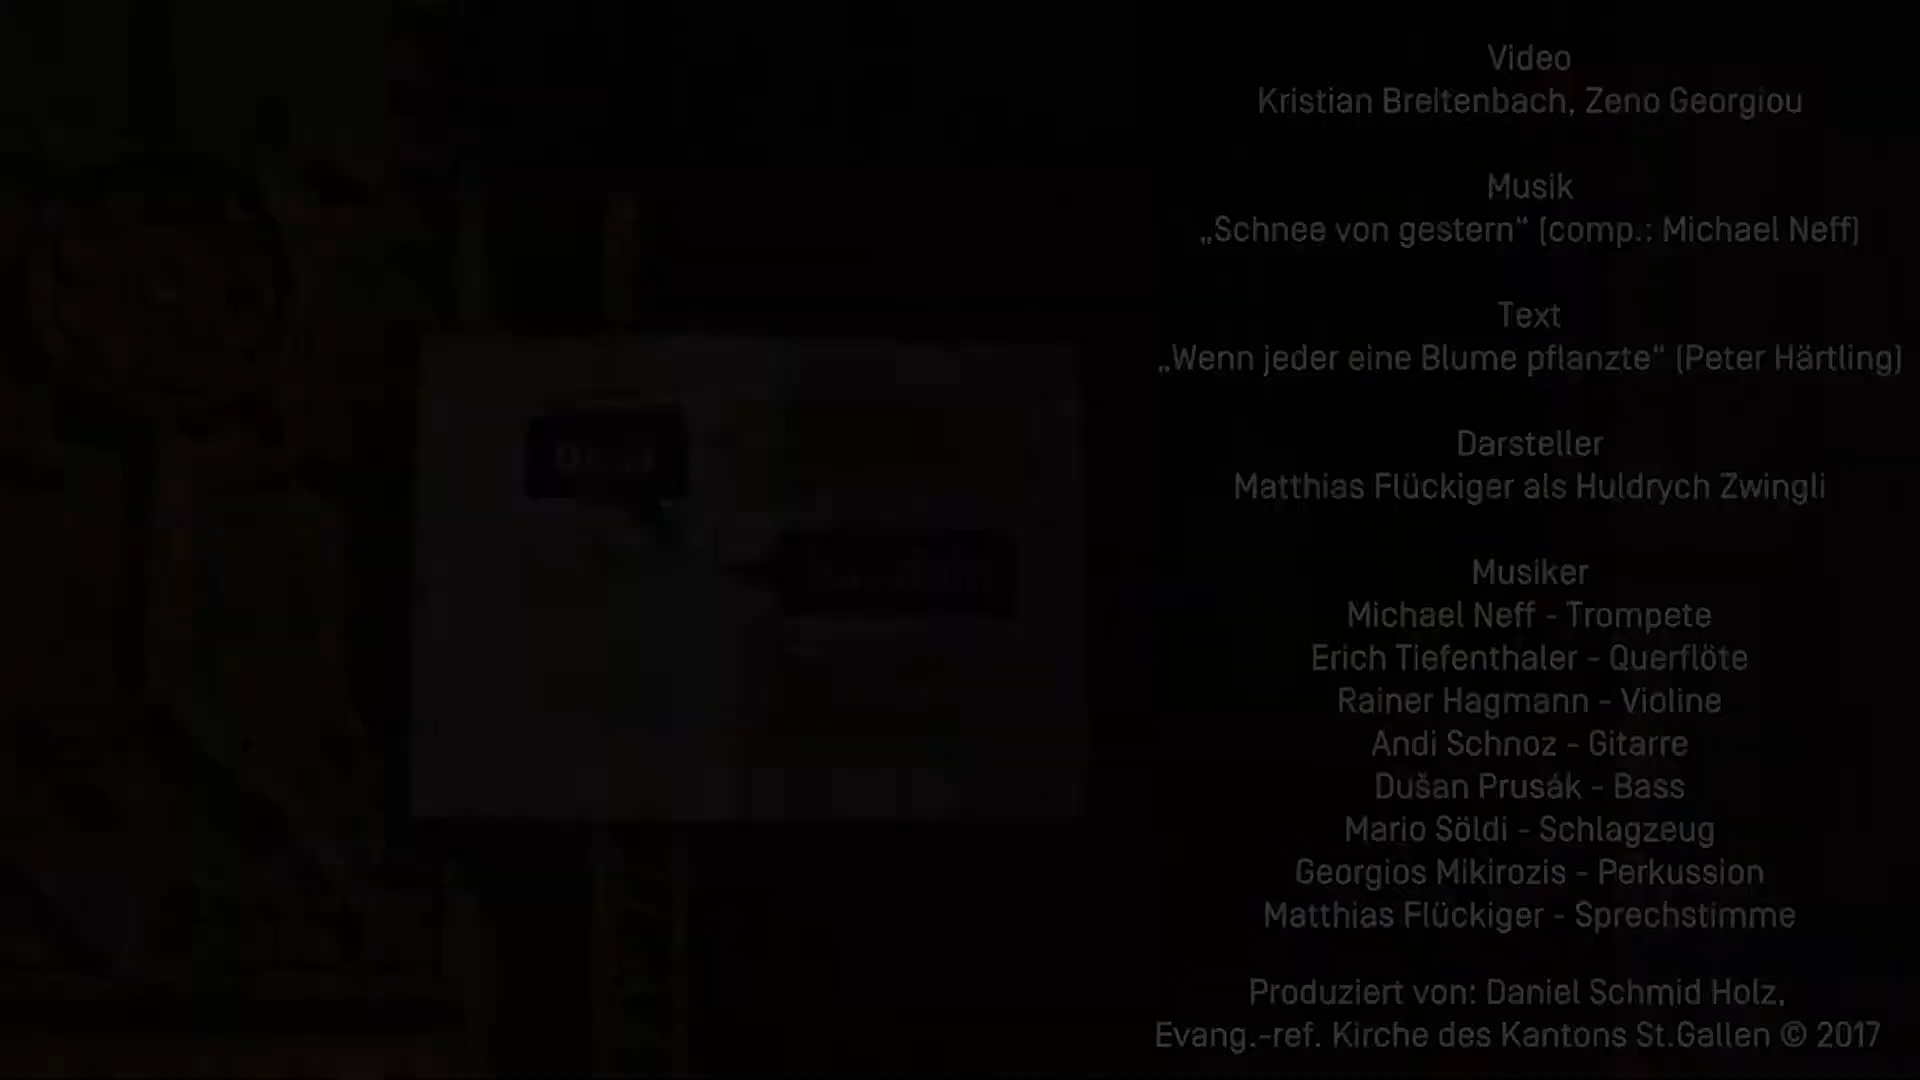 Video
Kristian Breitenbach, Zeno Georgiou
Musik
„Schnee von gestern“ (comp.: Michael Neff)
Text
„Wenn jeder eine Blume pflanzte“ (Peter Härtling)
Darsteller
Matthias Flückiger als Huldrych Zwingli
Musiker
Michael Neff - Trompete
Erich Tiefenthaler - Querflöte
Rainer Hagmann - Violine
Andi Schnoz - Gitarre
Dušan Prusák - Bass
Mario Söldi - Schlagzeug
Georgios Mikirozis - Perkussion
Matthias Flückiger - Sprechstimme
Produziert von: Daniel Schmid Holz,
Evang.-ref. Kirche des Kantons St.Gallen © 2017